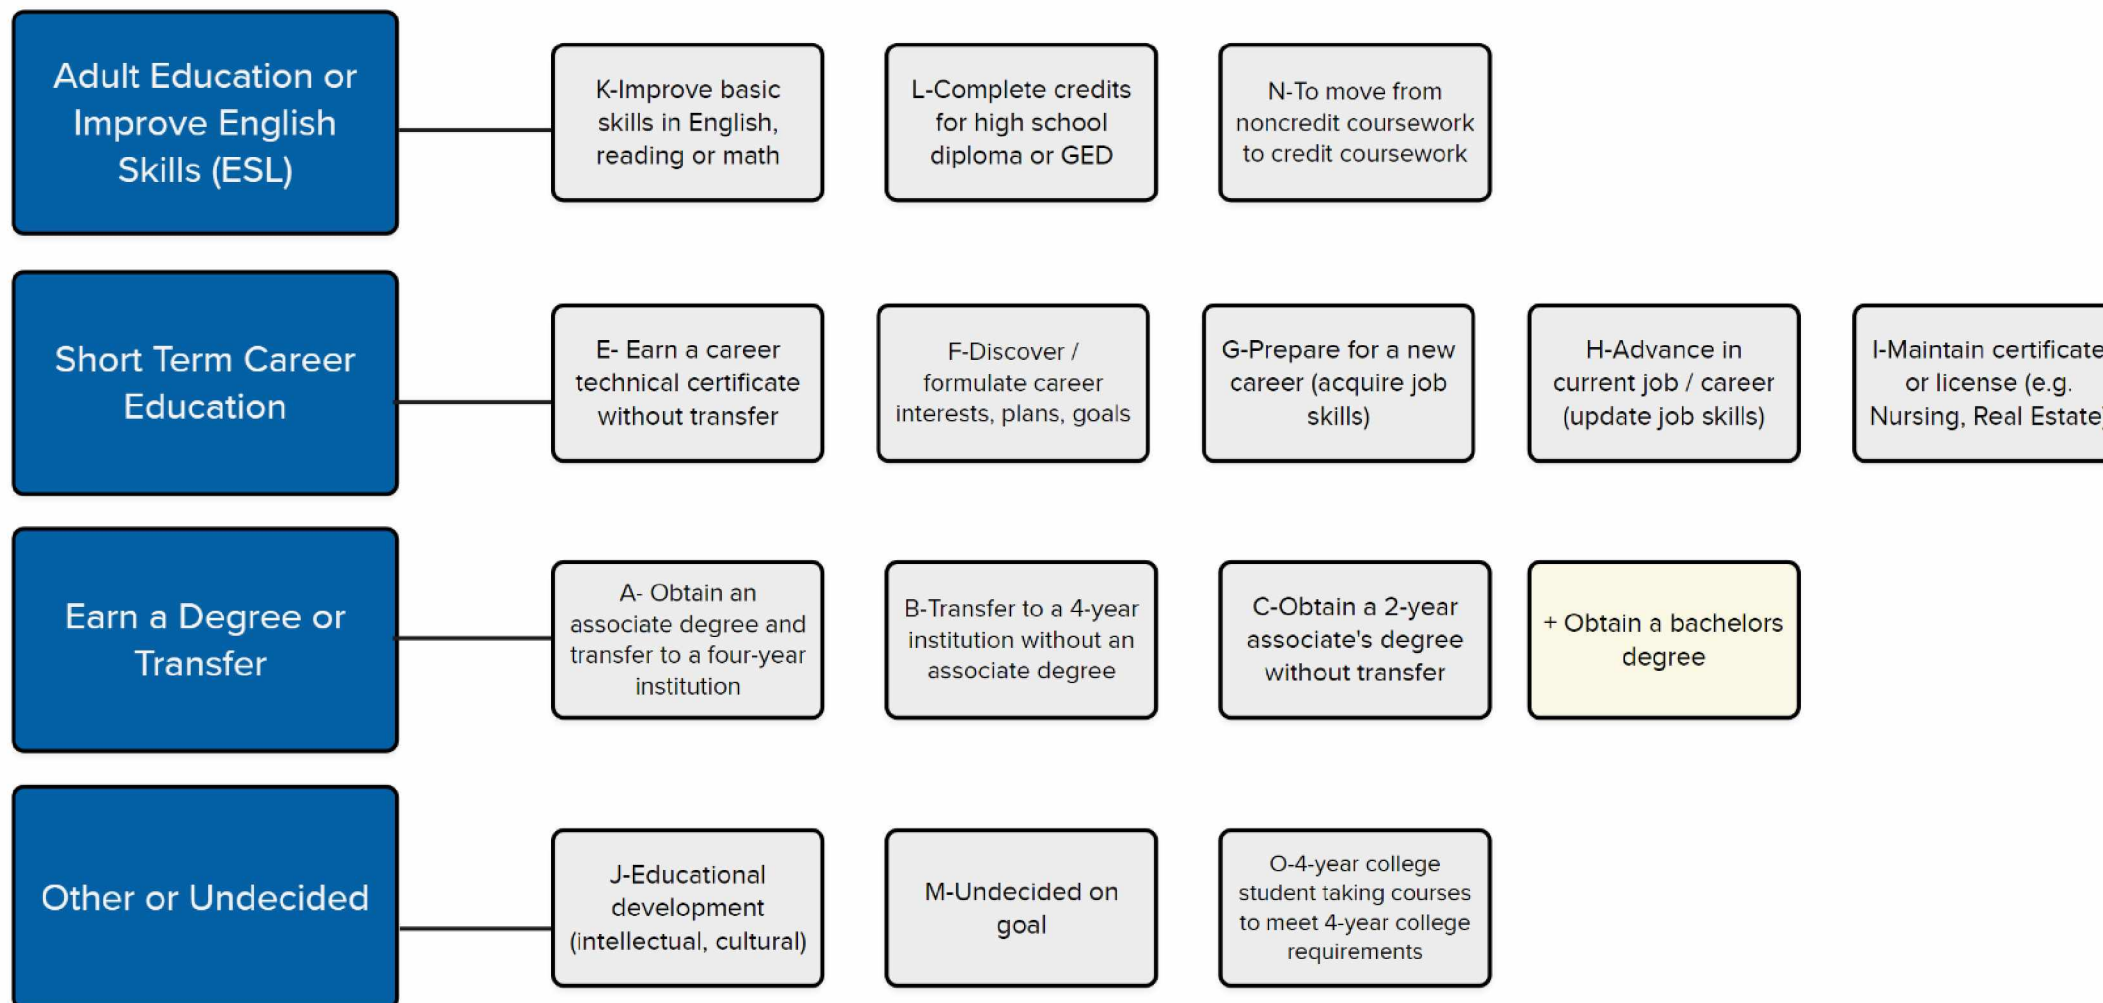 Adult Education or
Improve English
Skills (ESL)
K-Improve basic
skills in English,
reading or math
L-Complete credits
for high school
diploma or GED
N-To move from
noncredit coursework
to credit coursework
Short Term Career
Education
E- Earn a career
technical certificate
without transfer
F-Discover /
formulate career
interests, plans, goals
G-Prepare for a new
career (acquire job
skills)
H-Advance in
current job / career
(update job skills)
I-Maintain certificate
or license (e.g.
Nursing, Real Estate)
Earn a Degree or
Transfer
A- Obtain an
associate degree and
transfer to a four-year
institution
B-Transfer to a 4-year
institution without an
associate degree
C-Obtain a 2-year
associate's degree
without transfer
+ Obtain a bachelors
degree
Other or Undecided
J-Educational
development
(intellectual, cultural)
M-Undecided on
goal
O-4-year college
student taking courses
to meet 4-year college
requirements